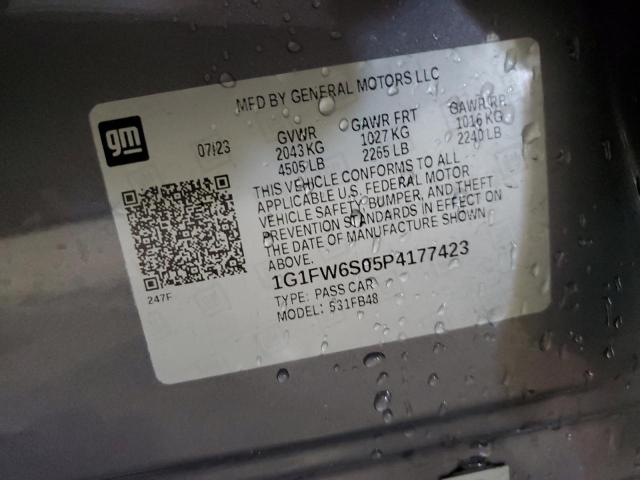 MFD BY GENERAL MOTORS LLC
gm
07/23
GVWR
2043 KG
4505 LB
GAWR FRT
1027 KG
2265 LB
GAWR RR
1016 KG
2240 LB
THIS VEHICLE CONFORMS TO ALL
APPLICABLE U.S. FEDERAL MOTOR
VEHICLE SAFETY, BUMPER, AND THEFT
PREVENTION STANDARDS IN EFFECT ON
THE DATE OF MANUFACTURE SHOWN
ABOVE.
1G1FW6S05P4177423
TYPE: PASS CAR
MODEL: 531FB48
247F